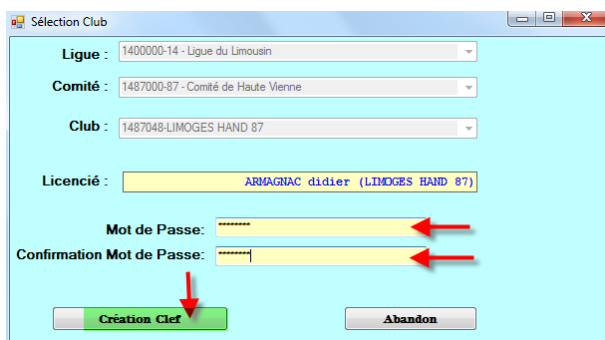 Sélection Club
Ligue : 1400000-14 - Ligue du Limousin
Comité : 1487000-87 - Comité de Haute Vienne
Club : 1487048-LIMOGES HAND 87
Licencié : ARMAGNAC didier (LIMOGES HAND 87)
Mot de Passe: ********
Confirmation Mot de Passe: ********
Création Clef Abandon